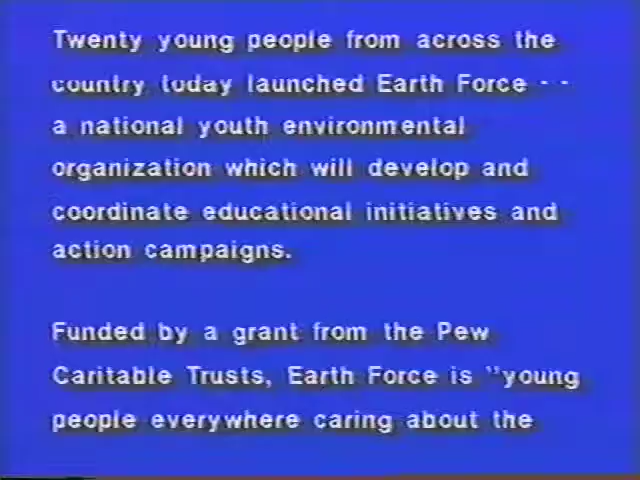 Twenty young people from across the
country today launched Earth Force - -
a national youth environmental
organization which will develop and
coordinate educational initiatives and
action campaigns.
Funded by a grant from the Pew
Caritable Trusts, Earth Force is "young
people everywhere caring about the